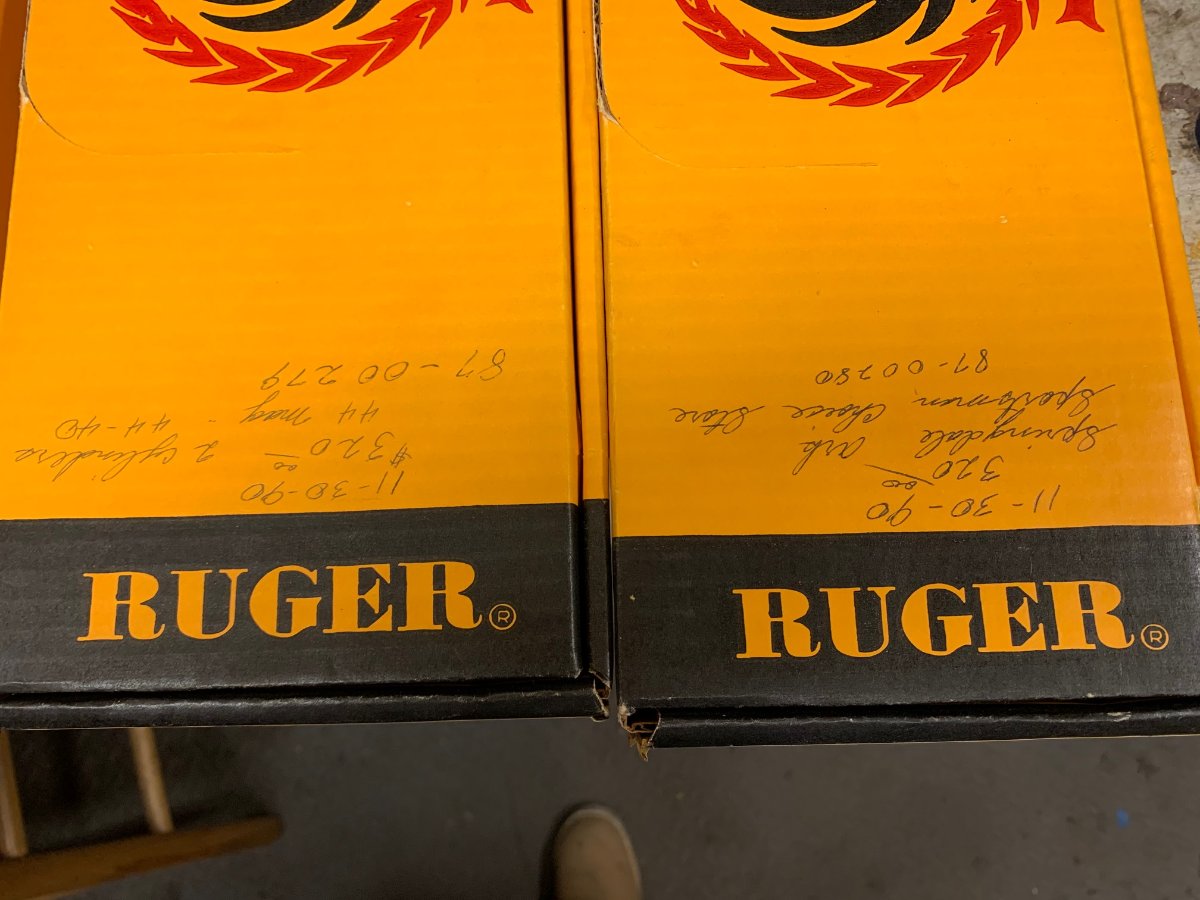 11-30-90
$320 00 2 cylinders
44 mag - 44-40
87-00279
RUGER®
11-30-90
320 00
Springdale Ark
Sportsman Choice Store
87-00280
RUGER®